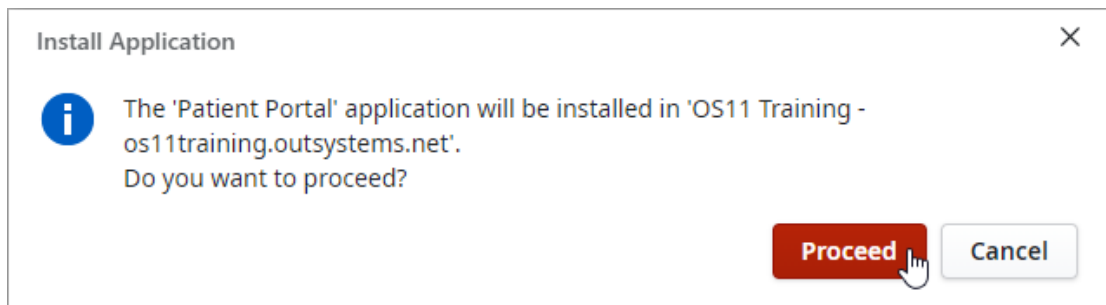 Install Application
The 'Patient Portal' application will be installed in 'OS11 Training -
os11training.outsystems.net'.
Do you want to proceed?
Proceed
Cancel